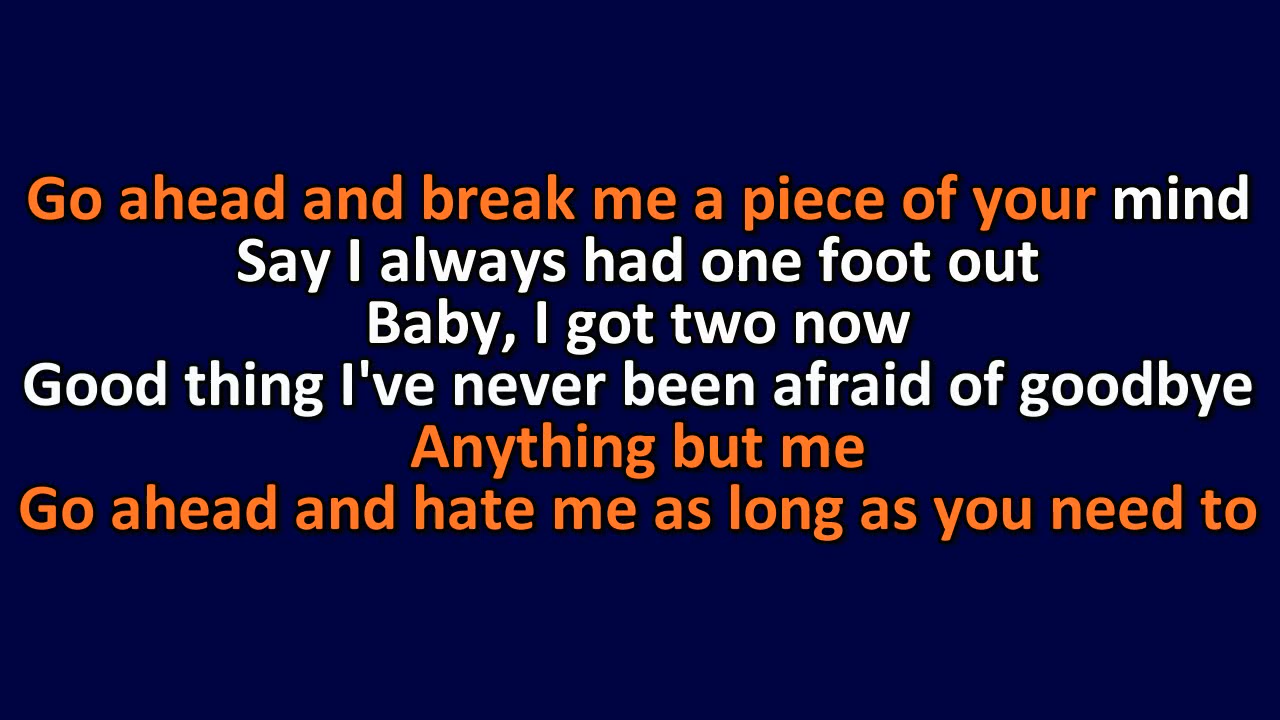 Go ahead and break me a piece of your mind
Say I always had one foot out
Baby, I got two now
Good thing I've never been afraid of goodbye
Anything but me
Go ahead and hate me as long as you need to